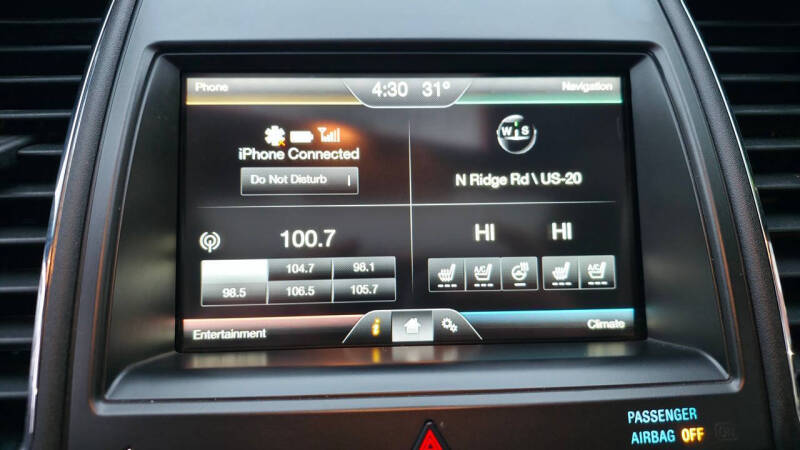 Phone
4:30 31°
Navigation
iPhone Connected
Do Not Disturb
W S
N Ridge Rd \ US-20
100.7
104.7 98.1
98.5 106.5 105.7
HI HI
A/C A/C
Entertainment
i
Climate
PASSENGER
AIRBAG OFF